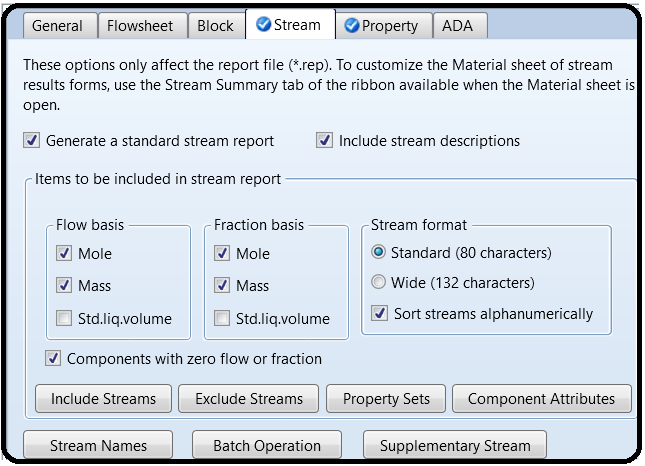 General Flowsheet Block Stream Property ADA
These options only affect the report file (*.rep). To customize the Material sheet of stream
results forms, use the Stream Summary tab of the ribbon available when the Material sheet is
open.
Generate a standard stream report Include stream descriptions
Items to be included in stream report
Flow basis Fraction basis Stream format
Mole Mole Standard (80 characters)
Mass Mass Wide (132 characters)
Std.liq.volume Std.liq.volume Sort streams alphanumerically
Components with zero flow or fraction
Include Streams Exclude Streams Property Sets Component Attributes
Stream Names Batch Operation Supplementary Stream